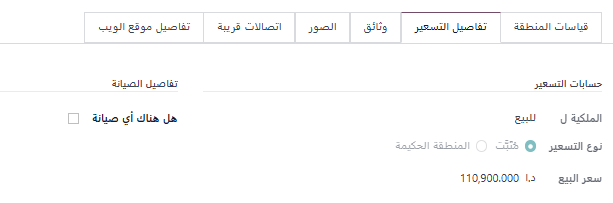 قياسات المنطقة
تفاصيل التسعير
وثائق
الصور
اتصالات قريبة
تفاصيل موقع الويب
حسابات التسعير
تفاصيل الصيانة
الملكية ل للبيع
هل هناك أي صيانة
نوع التسعير مُثبَّت المنطقة الحكيمة
سعر البيع 110,900.000 د.ا